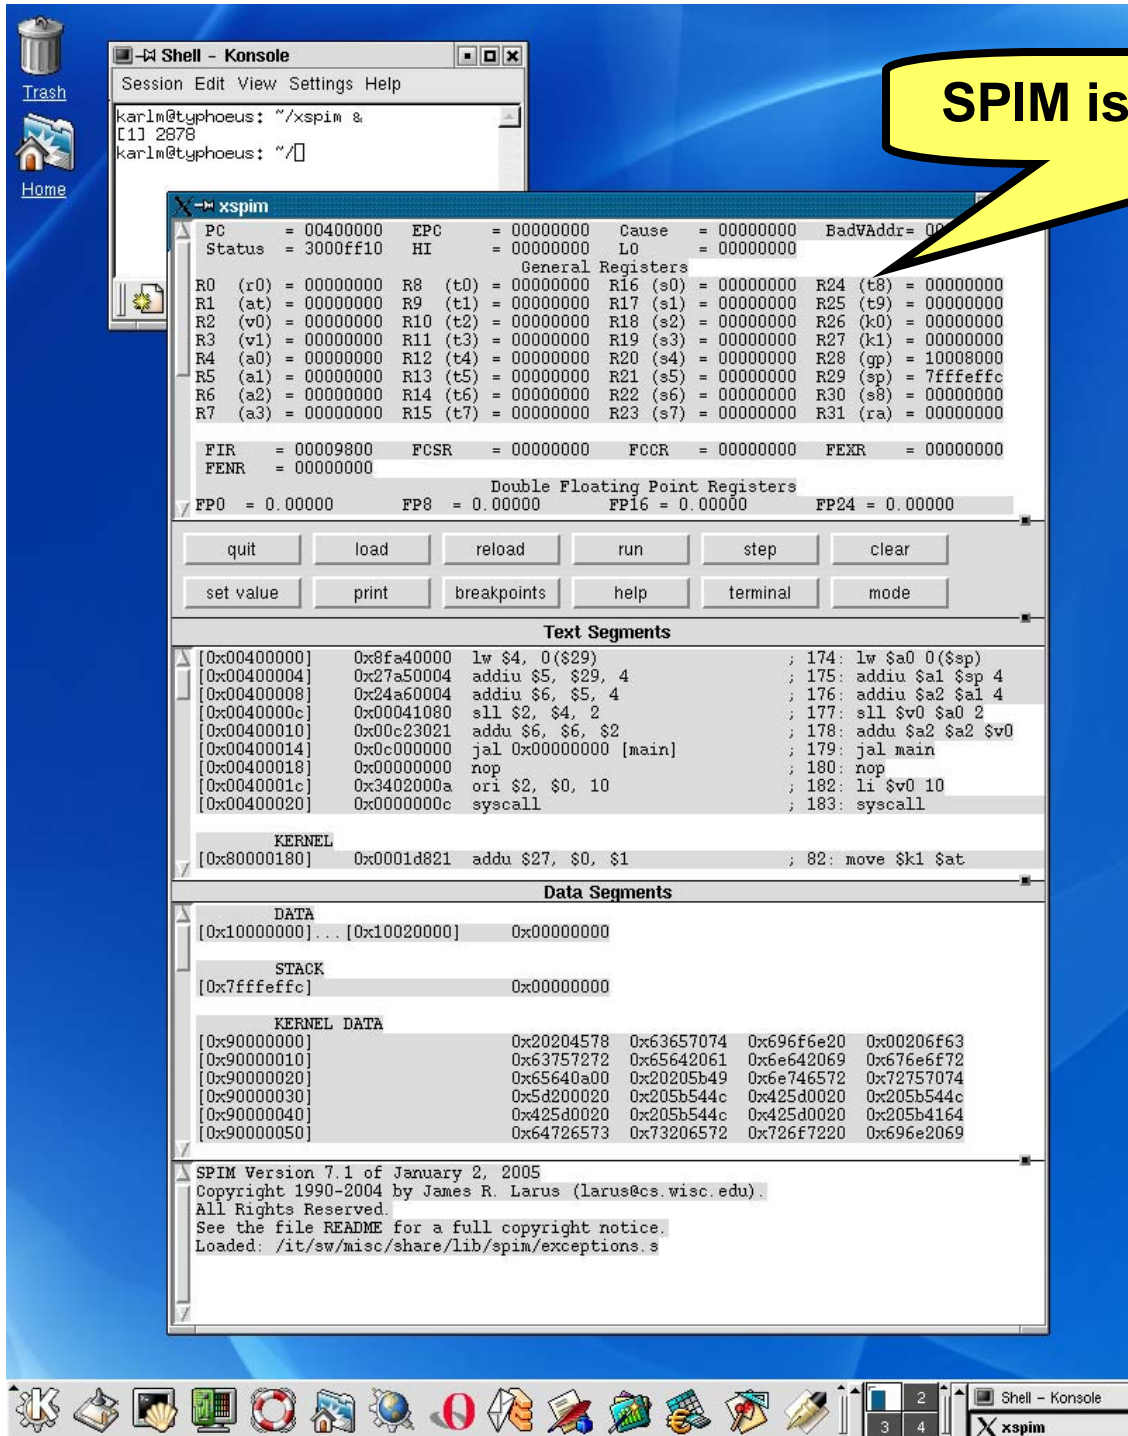 Trash
Home
Shell - Konsole
Session Edit View Settings Help
karlm@typhoeus: ~/xspim &
[1] 2878
karlm@typhoeus: ~/
SPIM is
xspim
PC = 00400000 EPC = 00000000 Cause = 00000000 BadVAddr=
Status = 3000ff10 HI = 00000000 LO = 00000000
General Registers
R0 (r0) = 00000000 R8 (t0) = 00000000 R16 (s0) = 00000000 R24 (t8) = 00000000
R1 (at) = 00000000 R9 (t1) = 00000000 R17 (s1) = 00000000 R25 (t9) = 00000000
R2 (v0) = 00000000 R10 (t2) = 00000000 R18 (s2) = 00000000 R26 (k0) = 00000000
R3 (v1) = 00000000 R11 (t3) = 00000000 R19 (s3) = 00000000 R27 (k1) = 00000000
R4 (a0) = 00000000 R12 (t4) = 00000000 R20 (s4) = 00000000 R28 (gp) = 10008000
R5 (a1) = 00000000 R13 (t5) = 00000000 R21 (s5) = 00000000 R29 (sp) = 7fffeffc
R6 (a2) = 00000000 R14 (t6) = 00000000 R22 (s6) = 00000000 R30 (s8) = 00000000
R7 (a3) = 00000000 R15 (t7) = 00000000 R23 (s7) = 00000000 R31 (ra) = 00000000
FIR = 00009800 FCSR = 00000000 FCCR = 00000000 FEXR = 00000000
FENR = 00000000
Double Floating Point Registers
FP0 = 0.00000 FP8 = 0.00000 FP16 = 0.00000 FP24 = 0.00000
quit load reload run step clear
set value print breakpoints help terminal mode
Text Segments
[0x00400000] 0x8fa40000 lw $4, 0($29) ; 174: lw $a0 0($sp)
[0x00400004] 0x27a50004 addiu $5, $29, 4 ; 175: addiu $a1 $sp 4
[0x00400008] 0x24a60004 addiu $6, $5, 4 ; 176: addiu $a2 $a1 4
[0x0040000c] 0x00041080 sll $2, $4, 2 ; 177: sll $v0 $a0 2
[0x00400010] 0x00c23021 addu $6, $6, $2 ; 178: addu $a2 $a2 $v0
[0x00400014] 0x0c000000 jal 0x00000000 [main] ; 179: jal main
[0x00400018] 0x00000000 nop ; 180: nop
[0x0040001c] 0x3402000a ori $2, $0, 10 ; 182: li $v0 10
[0x00400020] 0x0000000c syscall ; 183: syscall
KERNEL
[0x80000180] 0x0001d821 addu $27, $0, $1 ; 82: move $k1 $at
Data Segments
DATA
[0x10000000]...[0x10020000] 0x00000000
STACK
[0x7fffeffc] 0x00000000
KERNEL DATA
[0x90000000] 0x20204578 0x63657074 0x696f6e20 0x00206f63
[0x90000010] 0x63757272 0x65642061 0x6e642069 0x676e6f72
[0x90000020] 0x65640a00 0x20205b49 0x6e746572 0x72757074
[0x90000030] 0x5d200020 0x205b544c 0x425d0020 0x205b544c
[0x90000040] 0x425d0020 0x205b544c 0x425d0020 0x205b4164
[0x90000050] 0x64726573 0x73206572 0x726f7220 0x696e2069
SPIM Version 7.1 of January 2, 2005
Copyright 1990-2004 by James R. Larus (larus@cs.wisc.edu).
All Rights Reserved.
See the file README for a full copyright notice.
Loaded: /it/sw/misc/share/lib/spim/exceptions.s
2
3 4
Shell - Konsole
xspim